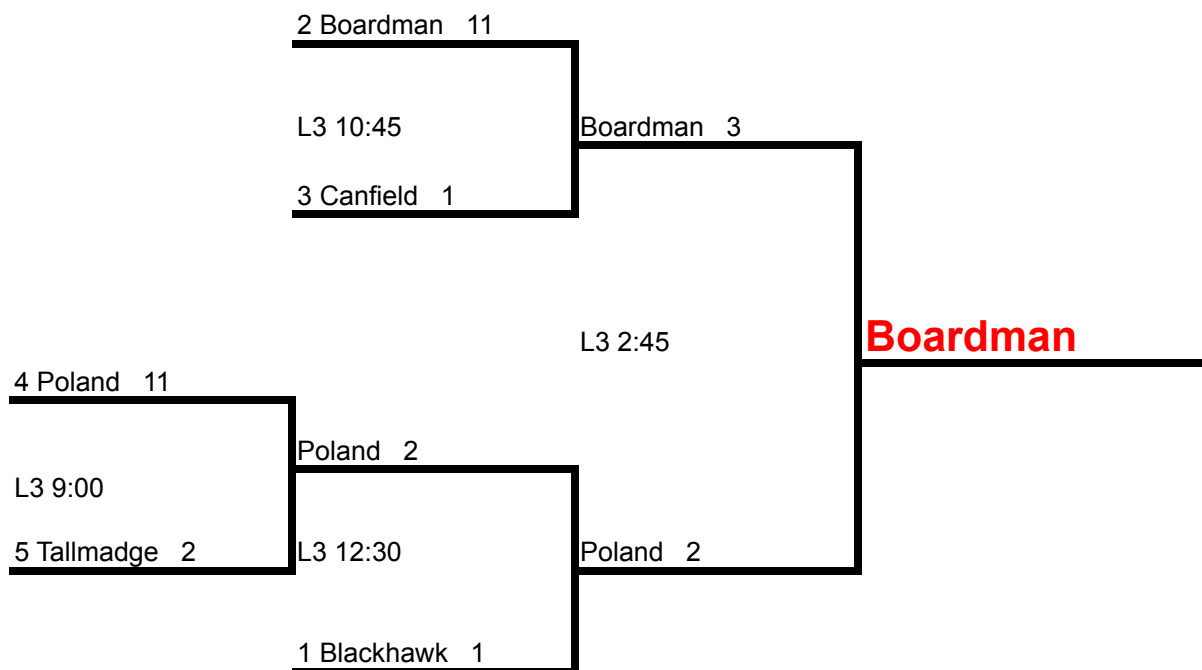 2 Boardman 11
L3 10:45
Boardman 3
3 Canfield 1
L3 2:45
Boardman
4 Poland 11
Poland 2
L3 9:00
5 Tallmadge 2
L3 12:30
Poland 2
1 Blackhawk 1